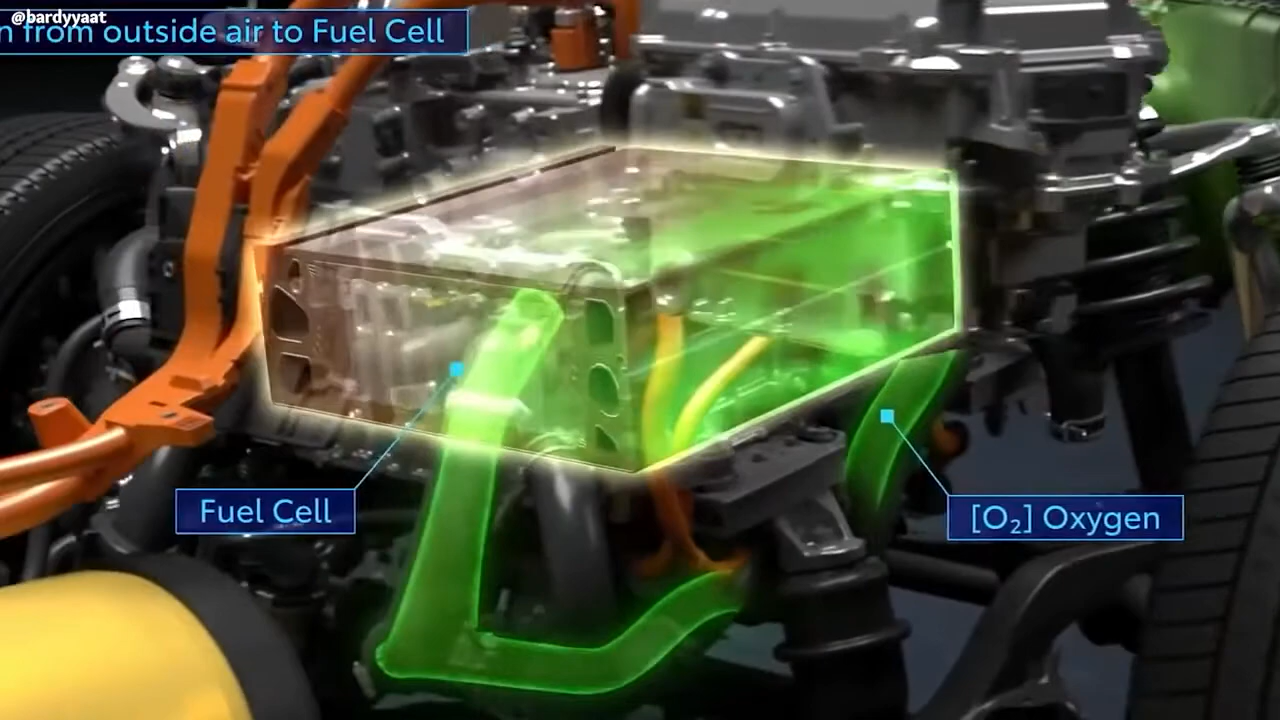 @bardyyaat
n from outside air to Fuel Cell
Fuel Cell
[O₂] Oxygen